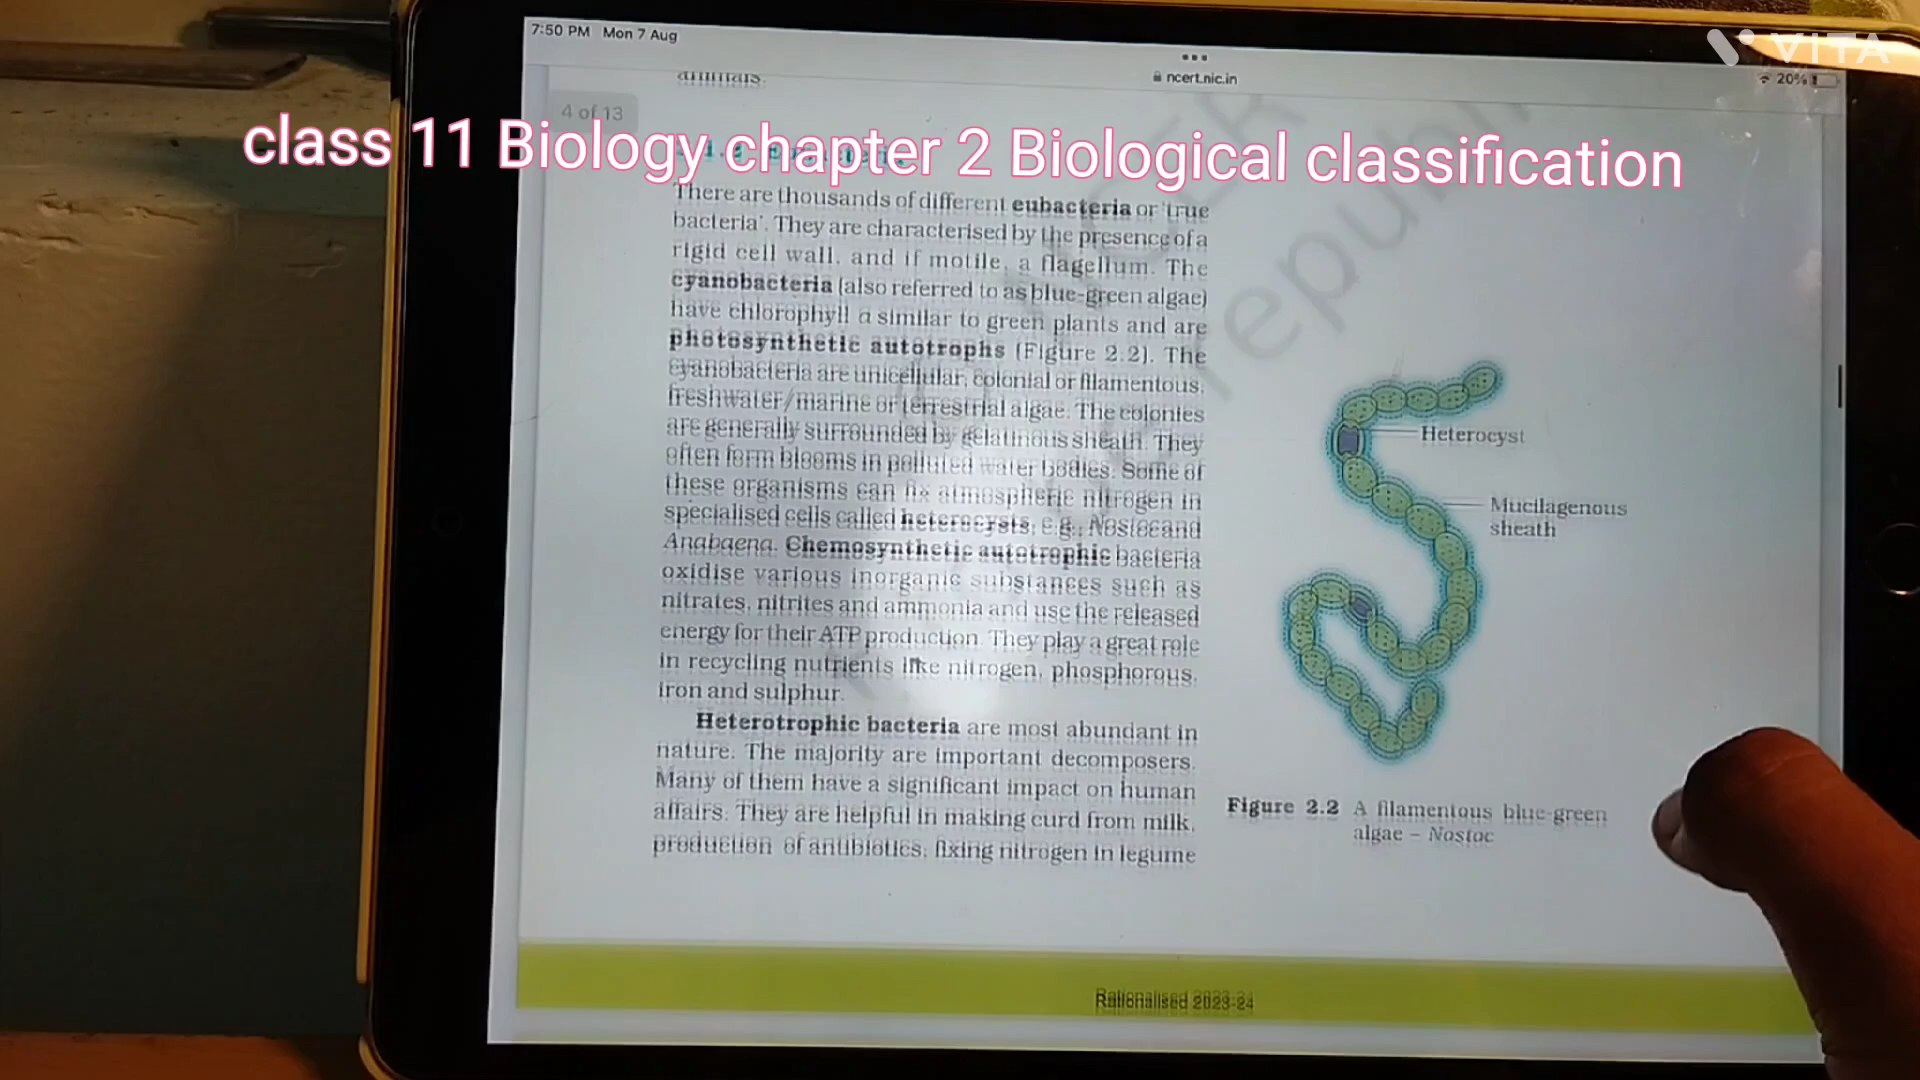 7:50 PM Mon 7 Aug
ncert.nic.in
20%
VITA
animals.
4 of 13
class 11 Biology chapter 2 Biological classification
There are thousands of different eubacteria or 'true
bacteria'. They are characterised by the presence of a
rigid cell wall, and if motile, a flagellum. The
cyanobacteria (also referred to as blue-green algae)
have chlorophyll a similar to green plants and are
photosynthetic autotrophs (Figure 2.2). The
cyanobacteria are unicellular, colonial or filamentous,
freshwater/marine or terrestrial algae. The colonies
are generally surrounded by gelatinous sheath. They
often form blooms in polluted water bodies. Some of
these organisms can fix atmospheric nitrogen in
specialised cells called heterocysts, e.g., Nostoc and
Anabaena. Chemosynthetic autotrophic bacteria
oxidise various inorganic substances such as
nitrates, nitrites and ammonia and use the released
energy for their ATP production. They play a great role
in recycling nutrients like nitrogen, phosphorous,
iron and sulphur.
Heterotrophic bacteria are most abundant in
nature. The majority are important decomposers.
Many of them have a significant impact on human
affairs. They are helpful in making curd from milk,
production of antibiotics, fixing nitrogen in legume
Heterocyst
Mucilagenous
sheath
Figure 2.2 A filamentous blue-green
algae – Nostoc
Rationalised 2023-24